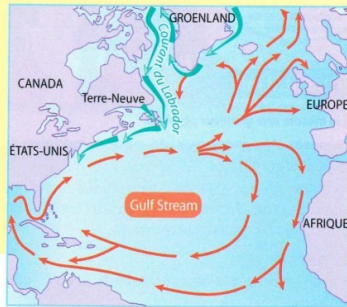 GROENLAND
Courant du Labrador
CANADA
Terre-Neuve
EUROPE
ÉTATS-UNIS
Gulf Stream
AFRIQUE